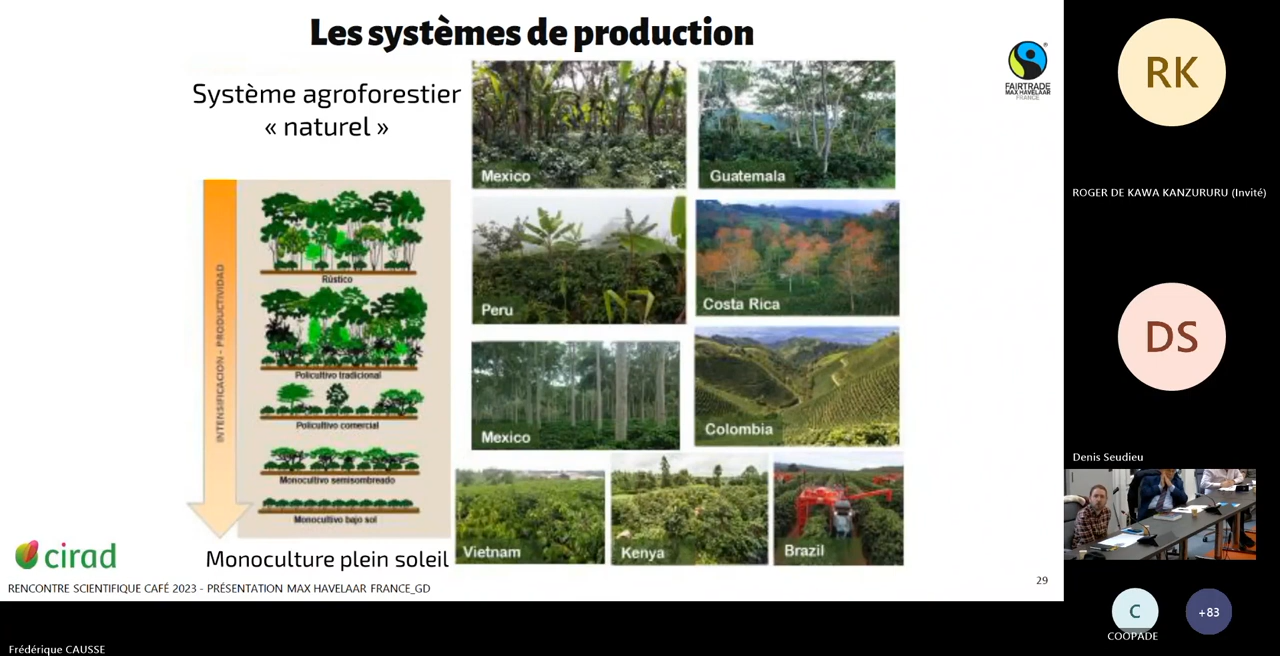 Les systèmes de production
Système agroforestier
« naturel »
INTENSIFICACION - PRODUCTIVIDAD
Rústico
Policultivo tradicional
Policultivo comercial
Monocultivo semisombreado
Monocultivo bajo sol
Monoculture plein soleil
Mexico
Guatemala
Peru
Costa Rica
Mexico
Colombia
Vietnam
Kenya
Brazil
FAIRTRADE
MAX HAVELAAR
FRANCE
cirad
RENCONTRE SCIENTIFIQUE CAFÉ 2023 - PRÉSENTATION MAX HAVELAAR FRANCE_GD
29
Frédérique CAUSSE
RK
ROGER DE KAWA KANZURURU (Invité)
DS
Denis Seudieu
C
COOPADE
+83